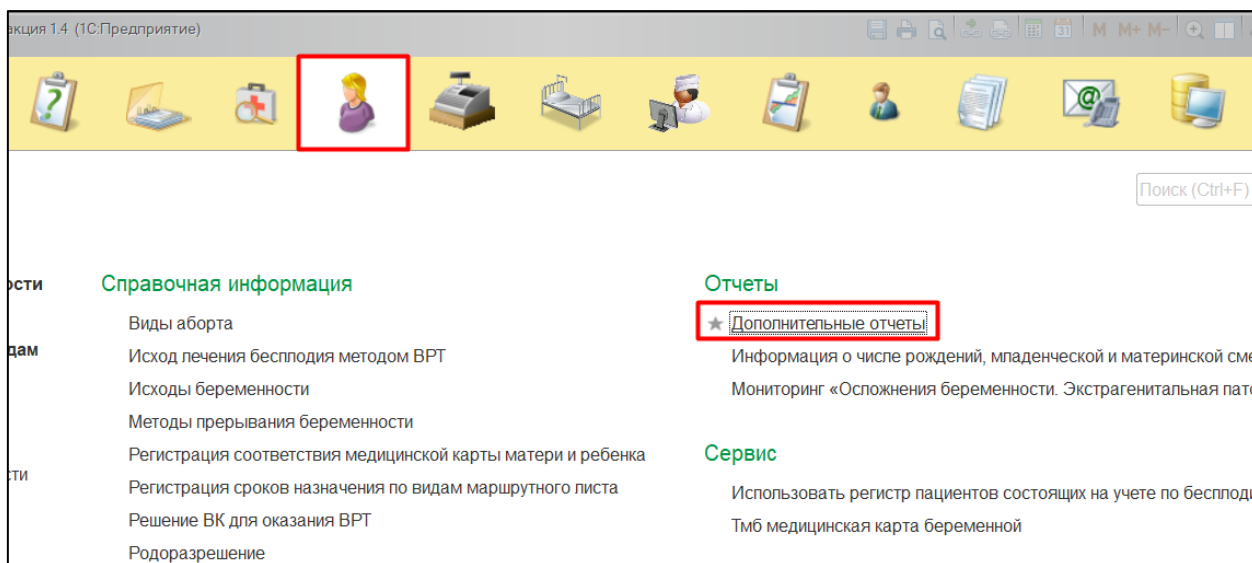 акция 1.4 (1С:Предприятие)
31 M M+ M-
Поиск (Ctrl+F)
ости
дам
сти
Справочная информация
Виды аборта
Исход лечения бесплодия методом ВРТ
Исходы беременности
Методы прерывания беременности
Регистрация соответствия медицинской карты матери и ребенка
Регистрация сроков назначения по видам маршрутного листа
Решение ВК для оказания ВРТ
Родоразрешение
Отчеты
Дополнительные отчеты
Информация о числе рождений, младенческой и материнской сме
Мониторинг «Осложнения беременности. Экстрагенитальная пато
Сервис
Использовать регистр пациентов состоящих на учете по бесплоди
Тмб медицинская карта беременной